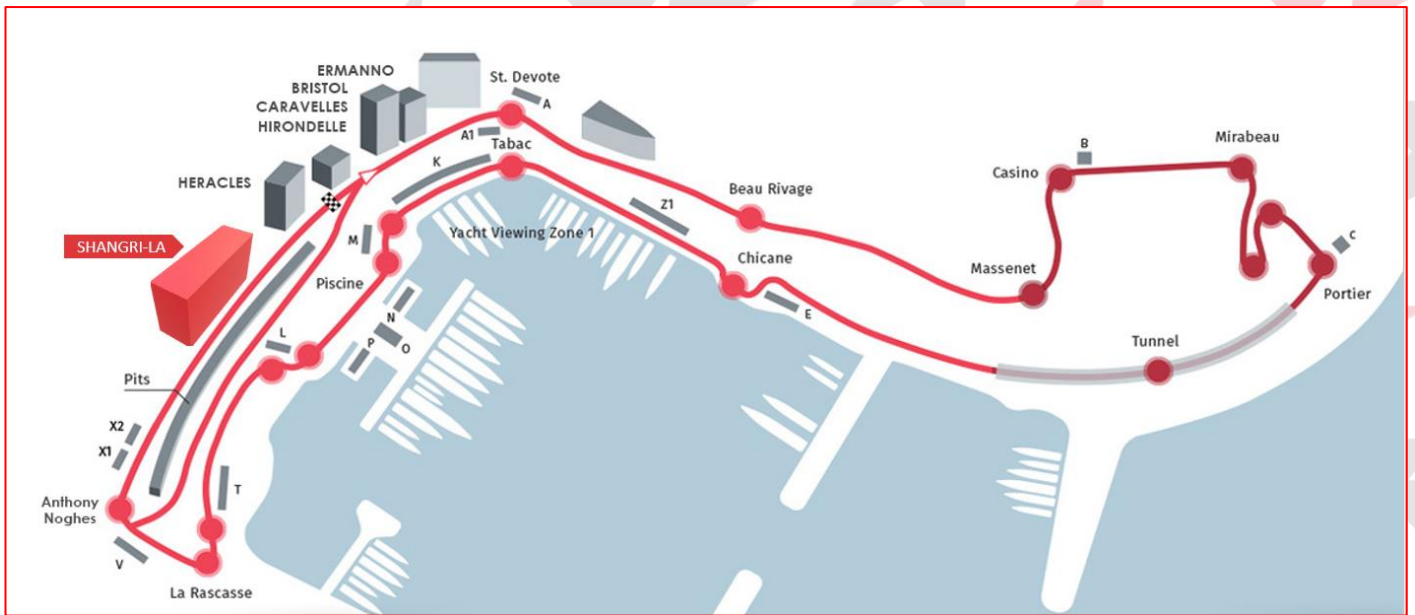 ERMANNO
BRISTOL
CARAVELLES
HIRONDELLE
St. Devote
A
A1
Tabac
K
HERACLES
SHANGRI-LA
M
Yacht Viewing Zone 1
Z1
Beau Rivage
Casino
B
Mirabeau
Piscine
Chicane
Massenet
C
Portier
N
E
O
P
L
Tunnel
Pits
X2
X1
T
Anthony
Noghes
V
La Rascasse